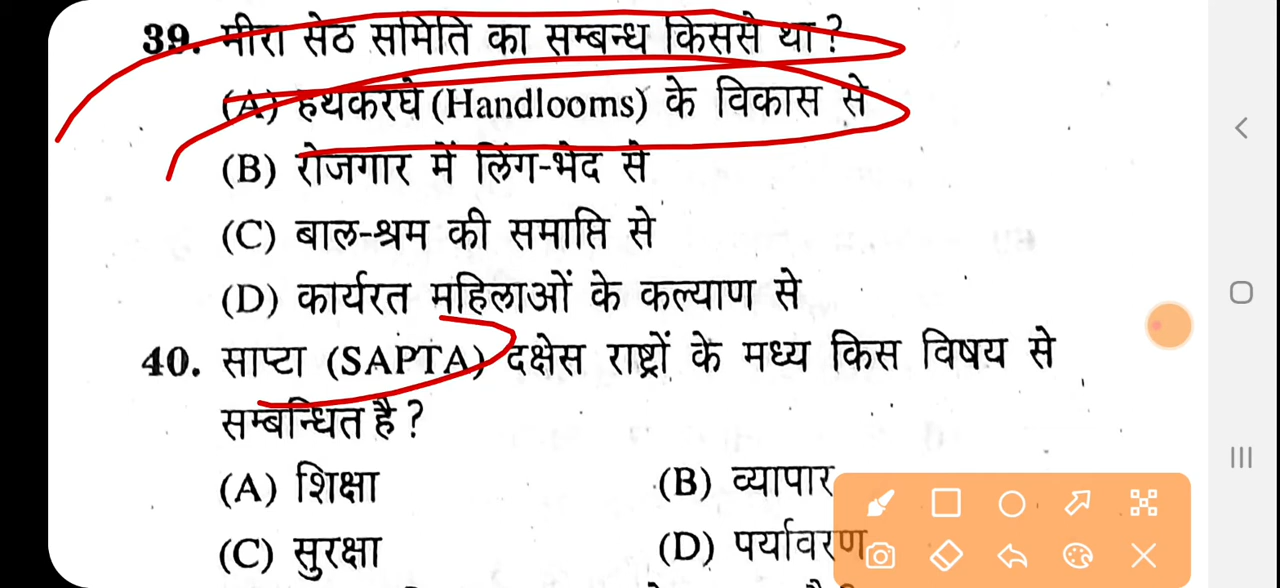 39. मीरा सेठ समिति का सम्बन्ध किससे था ?
(A) हथकरघे (Handlooms) के विकास से
(B) रोजगार में लिंग-भेद से
(C) बाल-श्रम की समाप्ति से
(D) कार्यरत महिलाओं के कल्याण से
40. साप्टा (SAPTA) दक्षेस राष्ट्रों के मध्य किस विषय से
सम्बन्धित है ?
(A) शिक्षा (B) व्यापार
(C) सुरक्षा (D) पर्यावरण